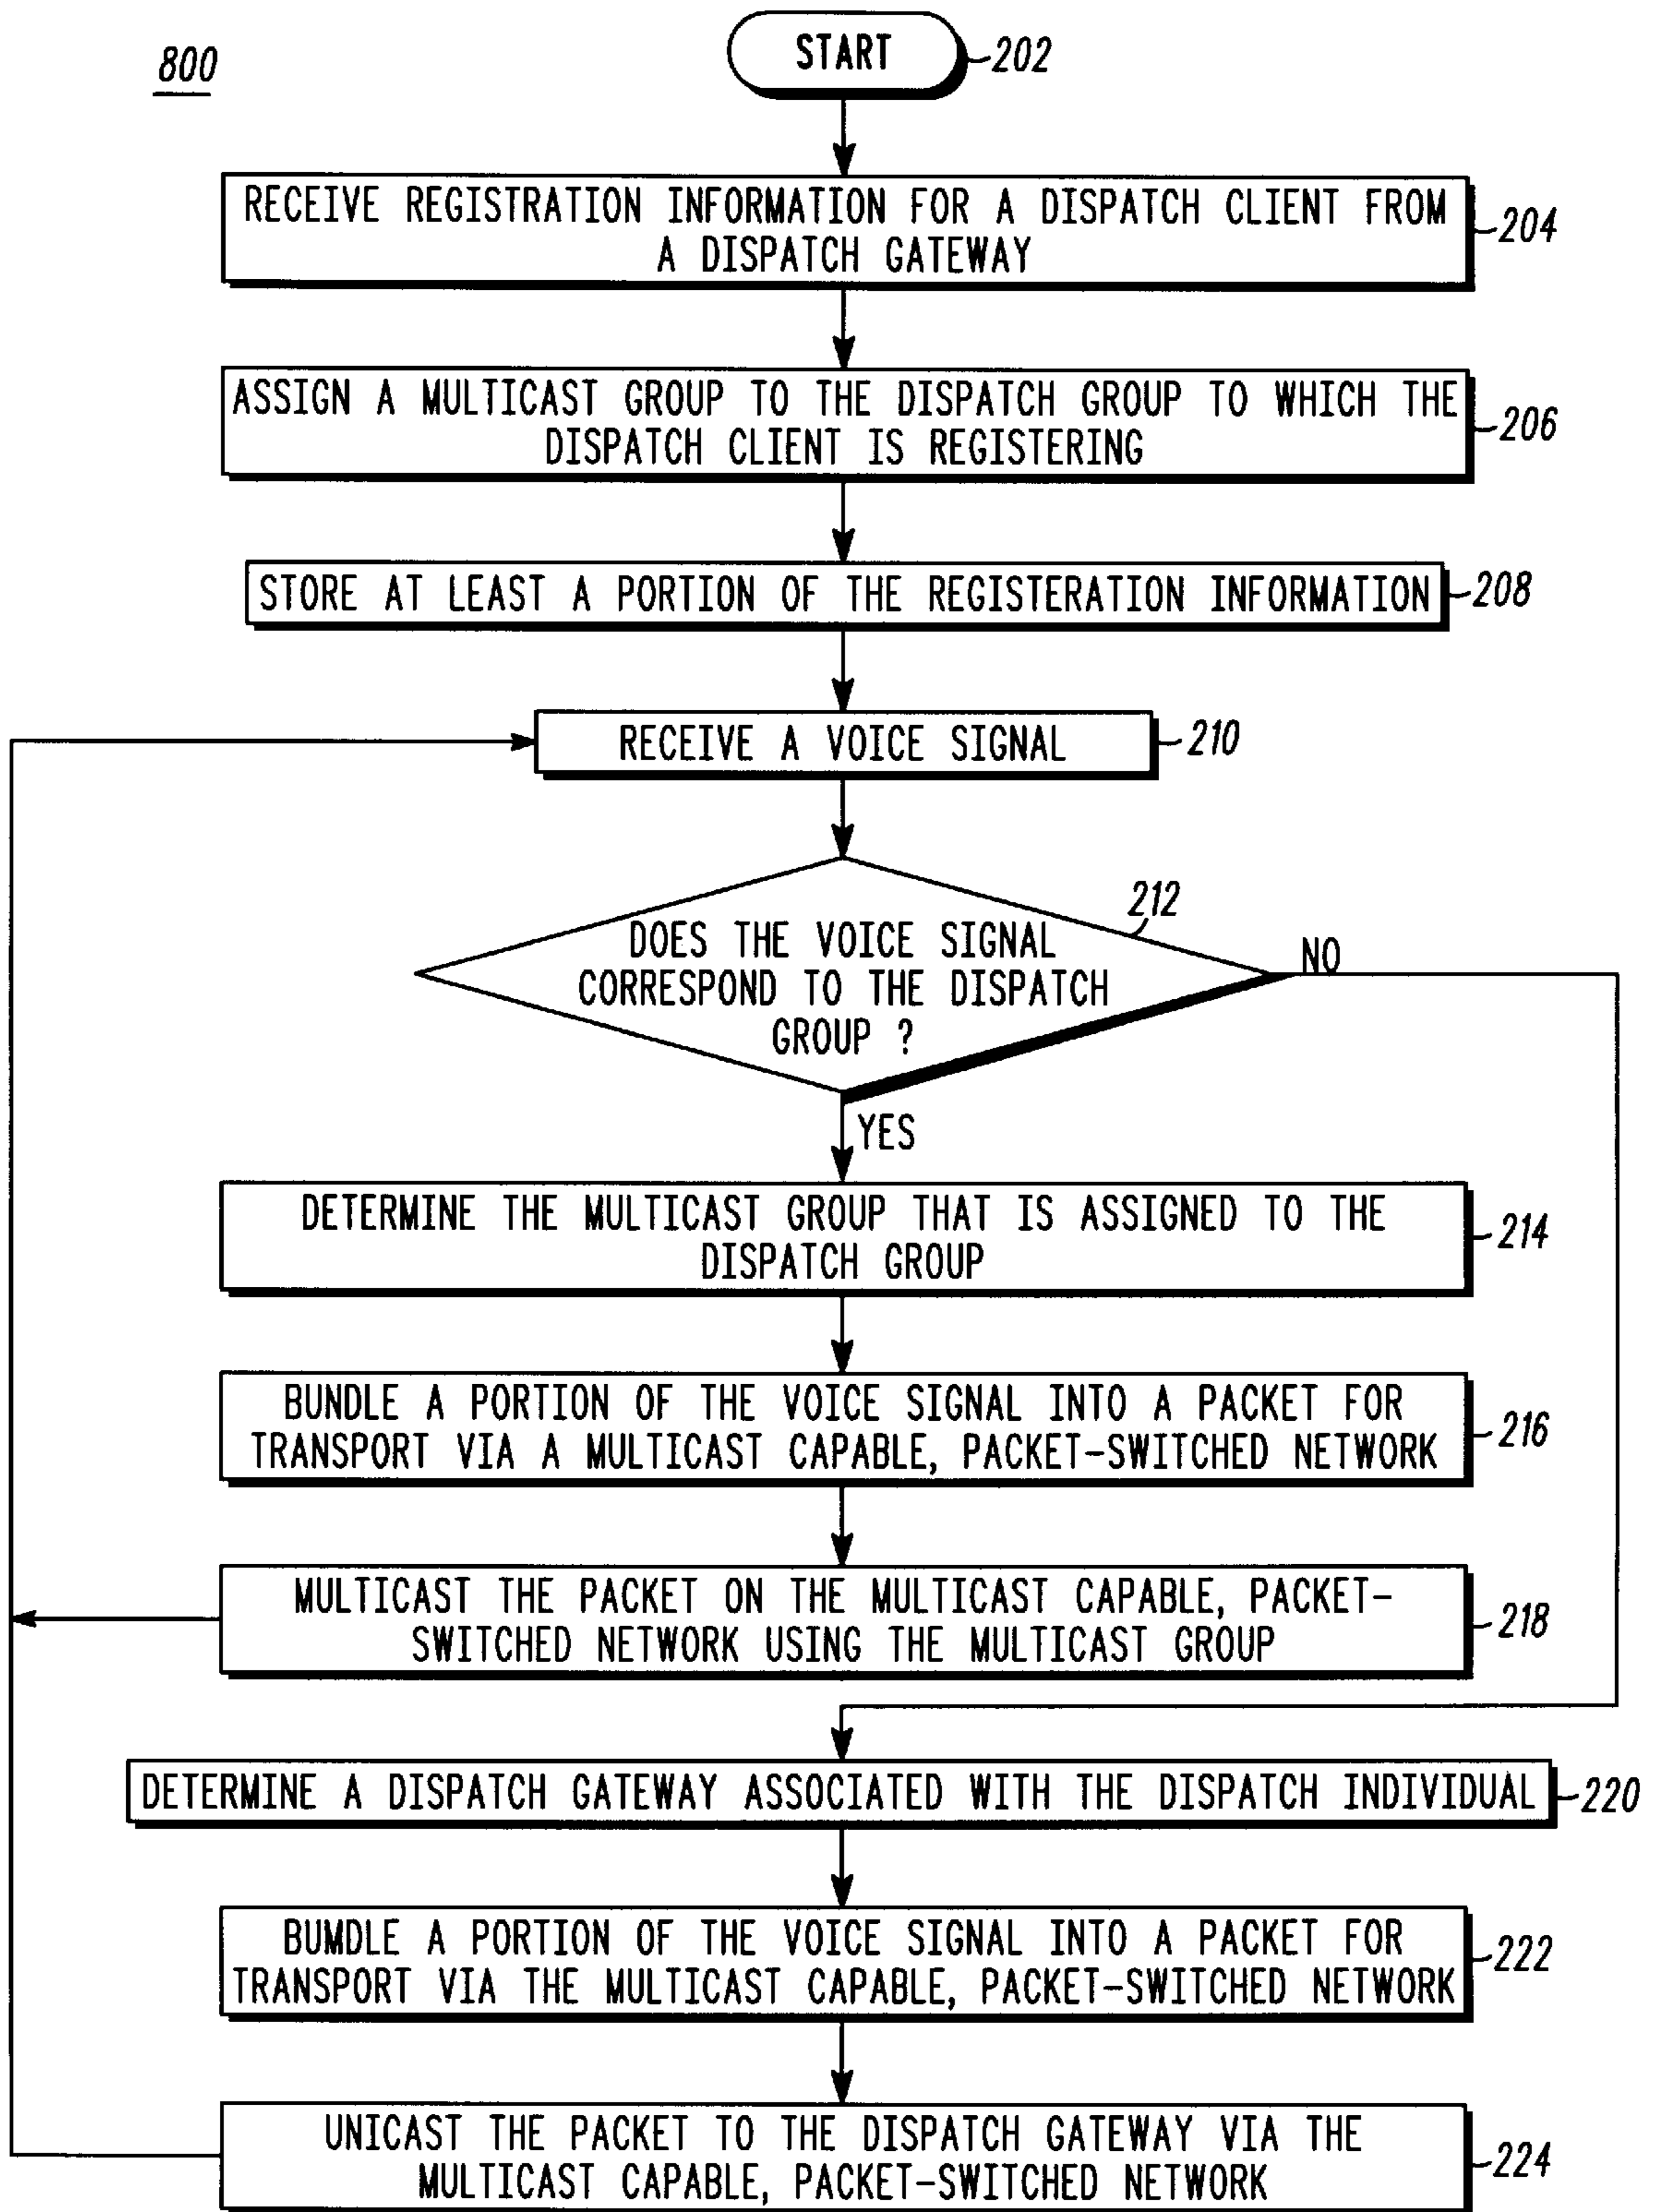 800
START
202
RECEIVE REGISTRATION INFORMATION FOR A DISPATCH CLIENT FROM
A DISPATCH GATEWAY
204
ASSIGN A MULTICAST GROUP TO THE DISPATCH GROUP TO WHICH THE
DISPATCH CLIENT IS REGISTERING
206
STORE AT LEAST A PORTION OF THE REGISTERATION INFORMATION
208
RECEIVE A VOICE SIGNAL
210
212
DOES THE VOICE SIGNAL
CORRESPOND TO THE DISPATCH
GROUP ?
NO
YES
DETERMINE THE MULTICAST GROUP THAT IS ASSIGNED TO THE
DISPATCH GROUP
214
BUNDLE A PORTION OF THE VOICE SIGNAL INTO A PACKET FOR
TRANSPORT VIA A MULTICAST CAPABLE, PACKET-SWITCHED NETWORK
216
MULTICAST THE PACKET ON THE MULTICAST CAPABLE, PACKET-
SWITCHED NETWORK USING THE MULTICAST GROUP
218
DETERMINE A DISPATCH GATEWAY ASSOCIATED WITH THE DISPATCH INDIVIDUAL
220
BUMDLE A PORTION OF THE VOICE SIGNAL INTO A PACKET FOR
TRANSPORT VIA THE MULTICAST CAPABLE, PACKET-SWITCHED NETWORK
222
UNICAST THE PACKET TO THE DISPATCH GATEWAY VIA THE
MULTICAST CAPABLE, PACKET-SWITCHED NETWORK
224